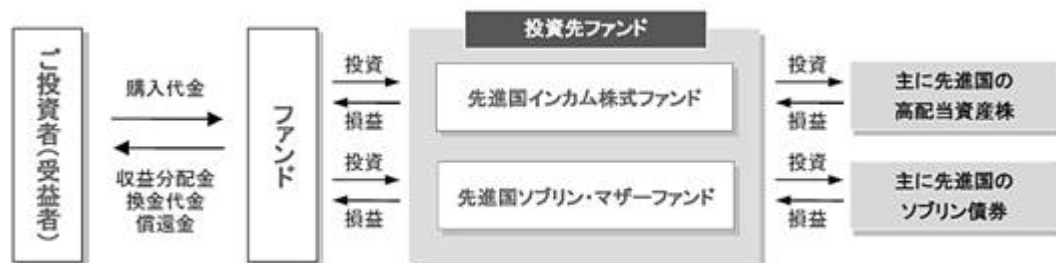 ご投資者(受益者)
購入代金
収益分配金
換金代金
償還金
ファンド
投資
損益
投資
損益
投資先ファンド
先進国インカム株式ファンド
先進国ソブリン・マザーファンド
投資
損益
投資
損益
主に先進国の
高配当資産株
主に先進国の
ソブリン債券